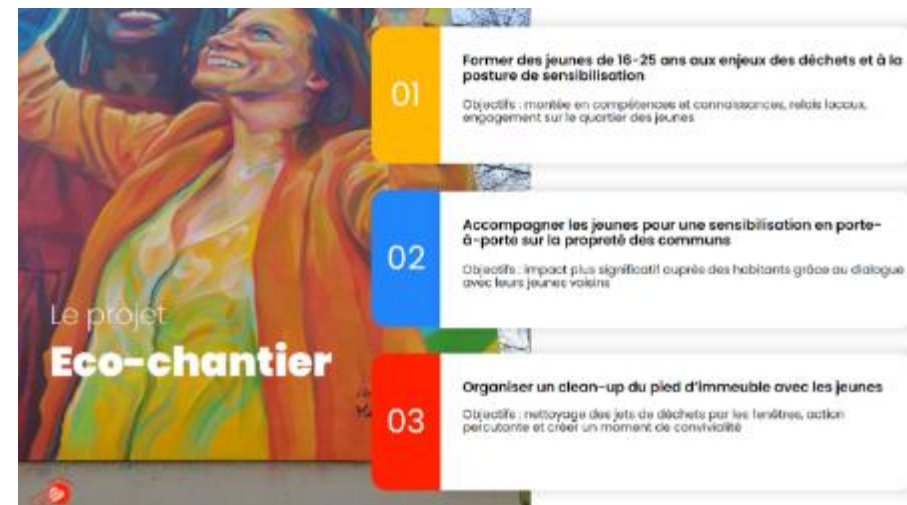 Le projet
Eco-chantier
01
Former des jeunes de 16-25 ans aux enjeux des déchets et à la
posture de sensibilisation
Objectifs : montée en compétences et connaissances, relais locaux,
engagement sur le quartier des jeunes
02
Accompagner les jeunes pour une sensibilisation en porte-
à-porte sur la propreté des communs
Objectifs : impact plus significatif auprès des habitants grâce au dialogue
avec leurs jeunes voisins
03
Organiser un clean-up du pied d'immeuble avec les jeunes
Objectifs : nettoyage des jets de déchets par les fenêtres, action
percutante et créer un moment de convivialité